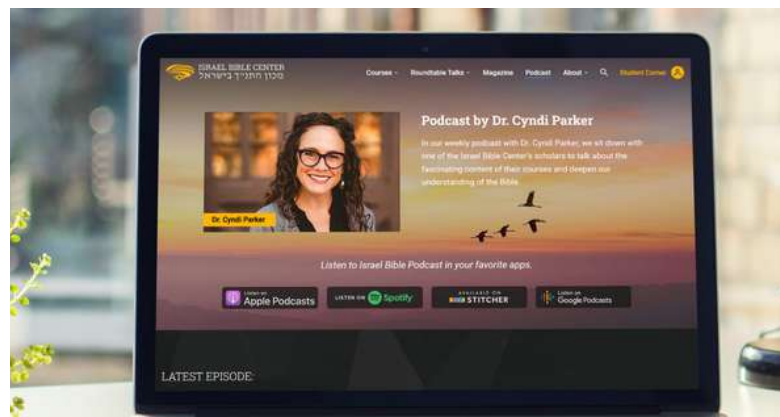 ISRAEL BIBLE CENTER
מכון התנ״ך בישראל
Courses Roundtable Talks Magazine Podcast About Student Corner
Podcast by Dr. Cyndi Parker
In our weekly podcast with Dr. Cyndi Parker, we sit down with
one of the Israel Bible Center's scholars to talk about the
fascinating content of their courses and deepen our
understanding of the Bible.
Dr. Cyndi Parker
Listen to Israel Bible Podcast in your favorite apps.
Listen on
Apple Podcasts
LISTEN ON Spotify
AVAILABLE ON
STITCHER
Listen on
Google Podcasts
LATEST EPISODE: